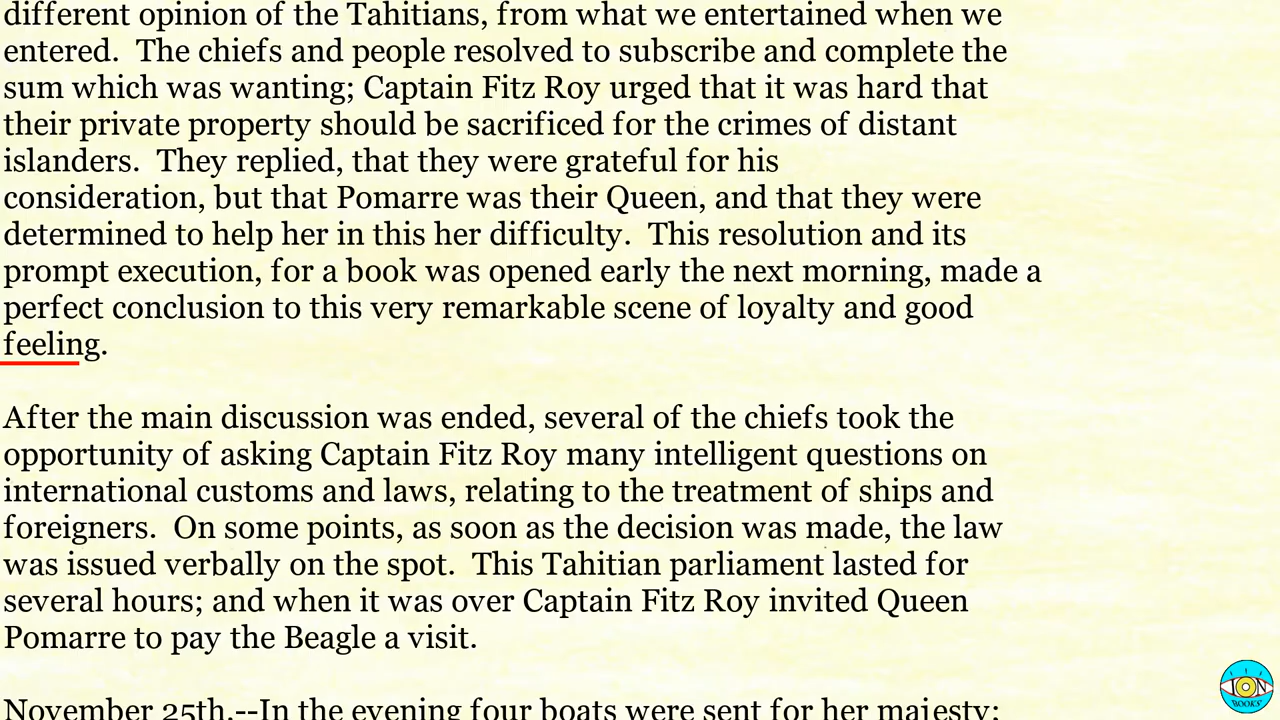 different opinion of the Tahitians, from what we entertained when we
entered.  The chiefs and people resolved to subscribe and complete the
sum which was wanting; Captain Fitz Roy urged that it was hard that
their private property should be sacrificed for the crimes of distant
islanders.  They replied, that they were grateful for his
consideration, but that Pomarre was their Queen, and that they were
determined to help her in this her difficulty.  This resolution and its
prompt execution, for a book was opened early the next morning, made a
perfect conclusion to this very remarkable scene of loyalty and good
feeling.
After the main discussion was ended, several of the chiefs took the
opportunity of asking Captain Fitz Roy many intelligent questions on
international customs and laws, relating to the treatment of ships and
foreigners.  On some points, as soon as the decision was made, the law
was issued verbally on the spot.  This Tahitian parliament lasted for
several hours; and when it was over Captain Fitz Roy invited Queen
Pomarre to pay the Beagle a visit.
November 25th.--In the evening four boats were sent for her majesty;
ION
BOOKS